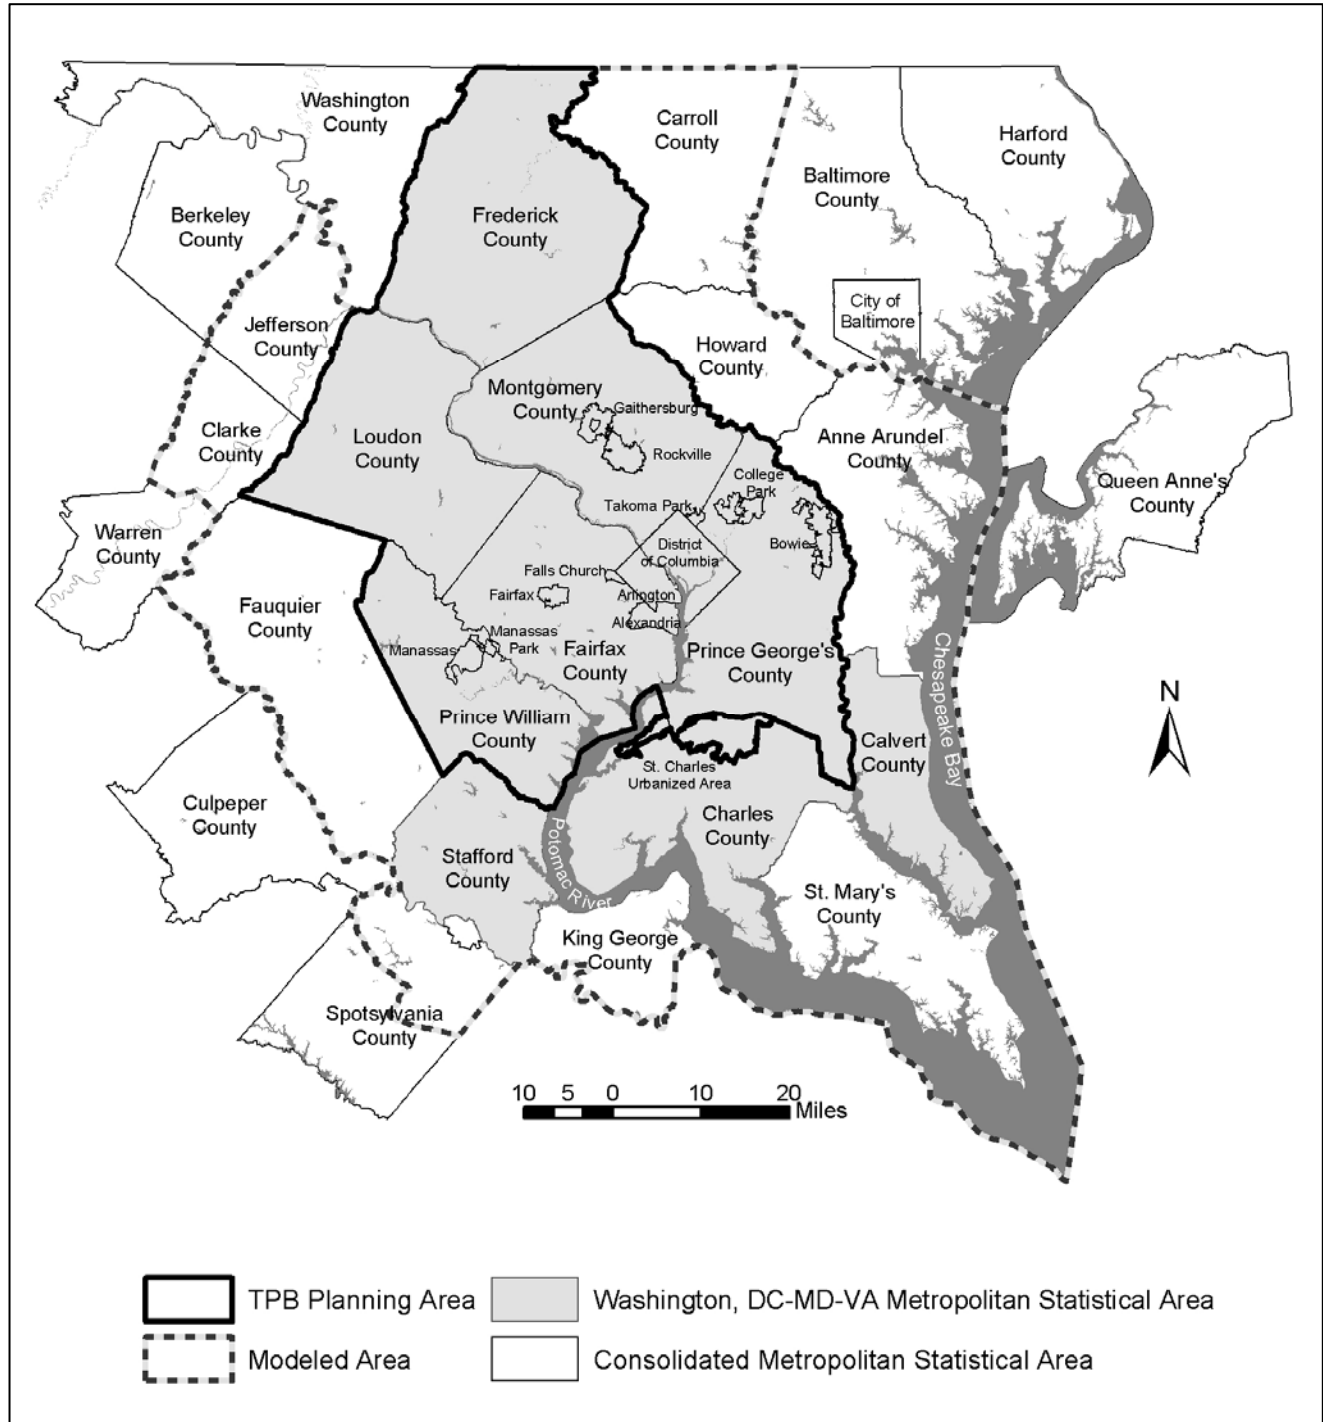 Washington
County
Carroll
County
Harford
County
Baltimore
County
Berkeley
County
Frederick
County
City of
Baltimore
Jefferson
County
Howard
County
Montgomery
County
Gaithersburg
Clarke
County
Loudon
County
Rockville
Anne Arundel
County
College
Park
Queen Anne's
County
Takoma Park
Warren
County
Bowie
District
of Columbia
Falls Church
Fairfax
Arlington
Fauquier
County
Alexandria
Manassas
Park
Manassas
Fairfax
County
Prince George's
County
Chesapeake Bay
N
Prince William
County
Calvert
County
St. Charles
Urbanized Area
Culpeper
County
Charles
County
Potomac River
Stafford
County
St. Mary's
County
King George
County
Spotsylvania
County
10 5 0 10 20
Miles
TPB Planning Area
Washington, DC-MD-VA Metropolitan Statistical Area
Modeled Area
Consolidated Metropolitan Statistical Area